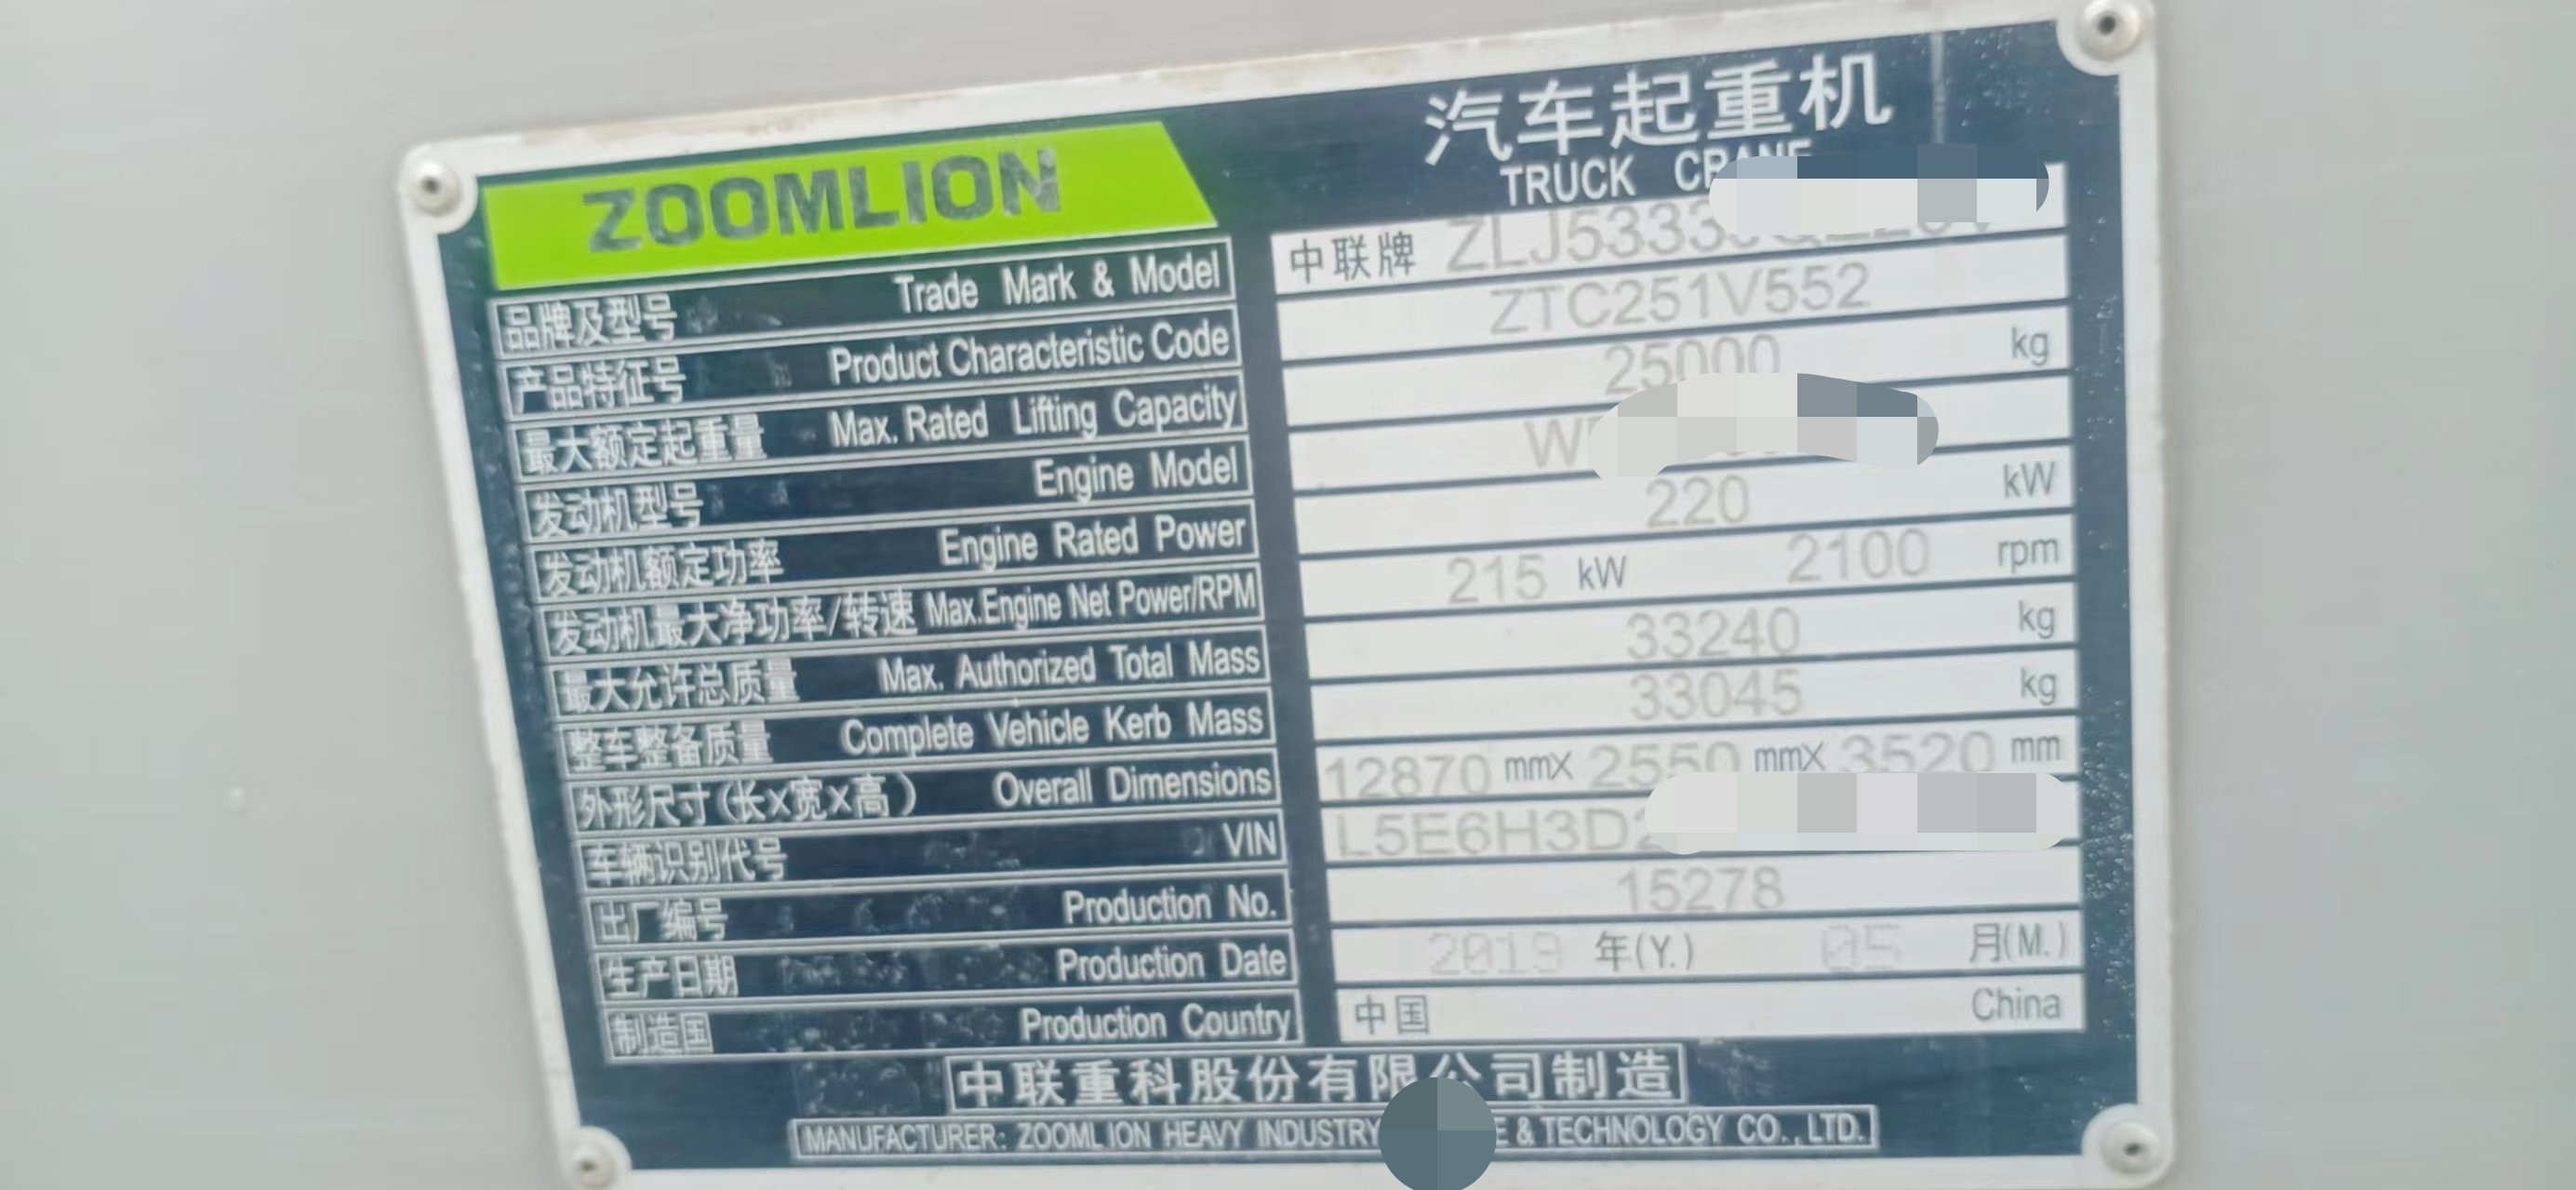 ZOOMLION
汽车起重机
TRUCK CRANE
品牌及型号 Trade Mark & Model 中联牌
产品特征号 Product Characteristic Code ZTC251V552
最大额定起重量 Max. Rated Lifting Capacity 25000 kg
发动机型号 Engine Model
发动机额定功率 Engine Rated Power 220 kW
发动机最大净功率/转速 Max.Engine Net Power/RPM 215 kW 2100 rpm
最大允许总质量 Max. Authorized Total Mass 33240 kg
整车整备质量 Complete Vehicle Kerb Mass 33045 kg
外形尺寸(长X宽X高) Overall Dimensions 12870 mmX 2550 mmX 3520 mm
车辆识别代号 VIN L5E6H3D
出厂编号 Production No. 15278
生产日期 Production Date 2019 年(Y.) 05 月(M.)
制造国 Production Country 中国 China
中联重科股份有限公司制造
MANUFACTURER: ZOOMLION HEAVY INDUSTRY & TECHNOLOGY CO.,LTD.